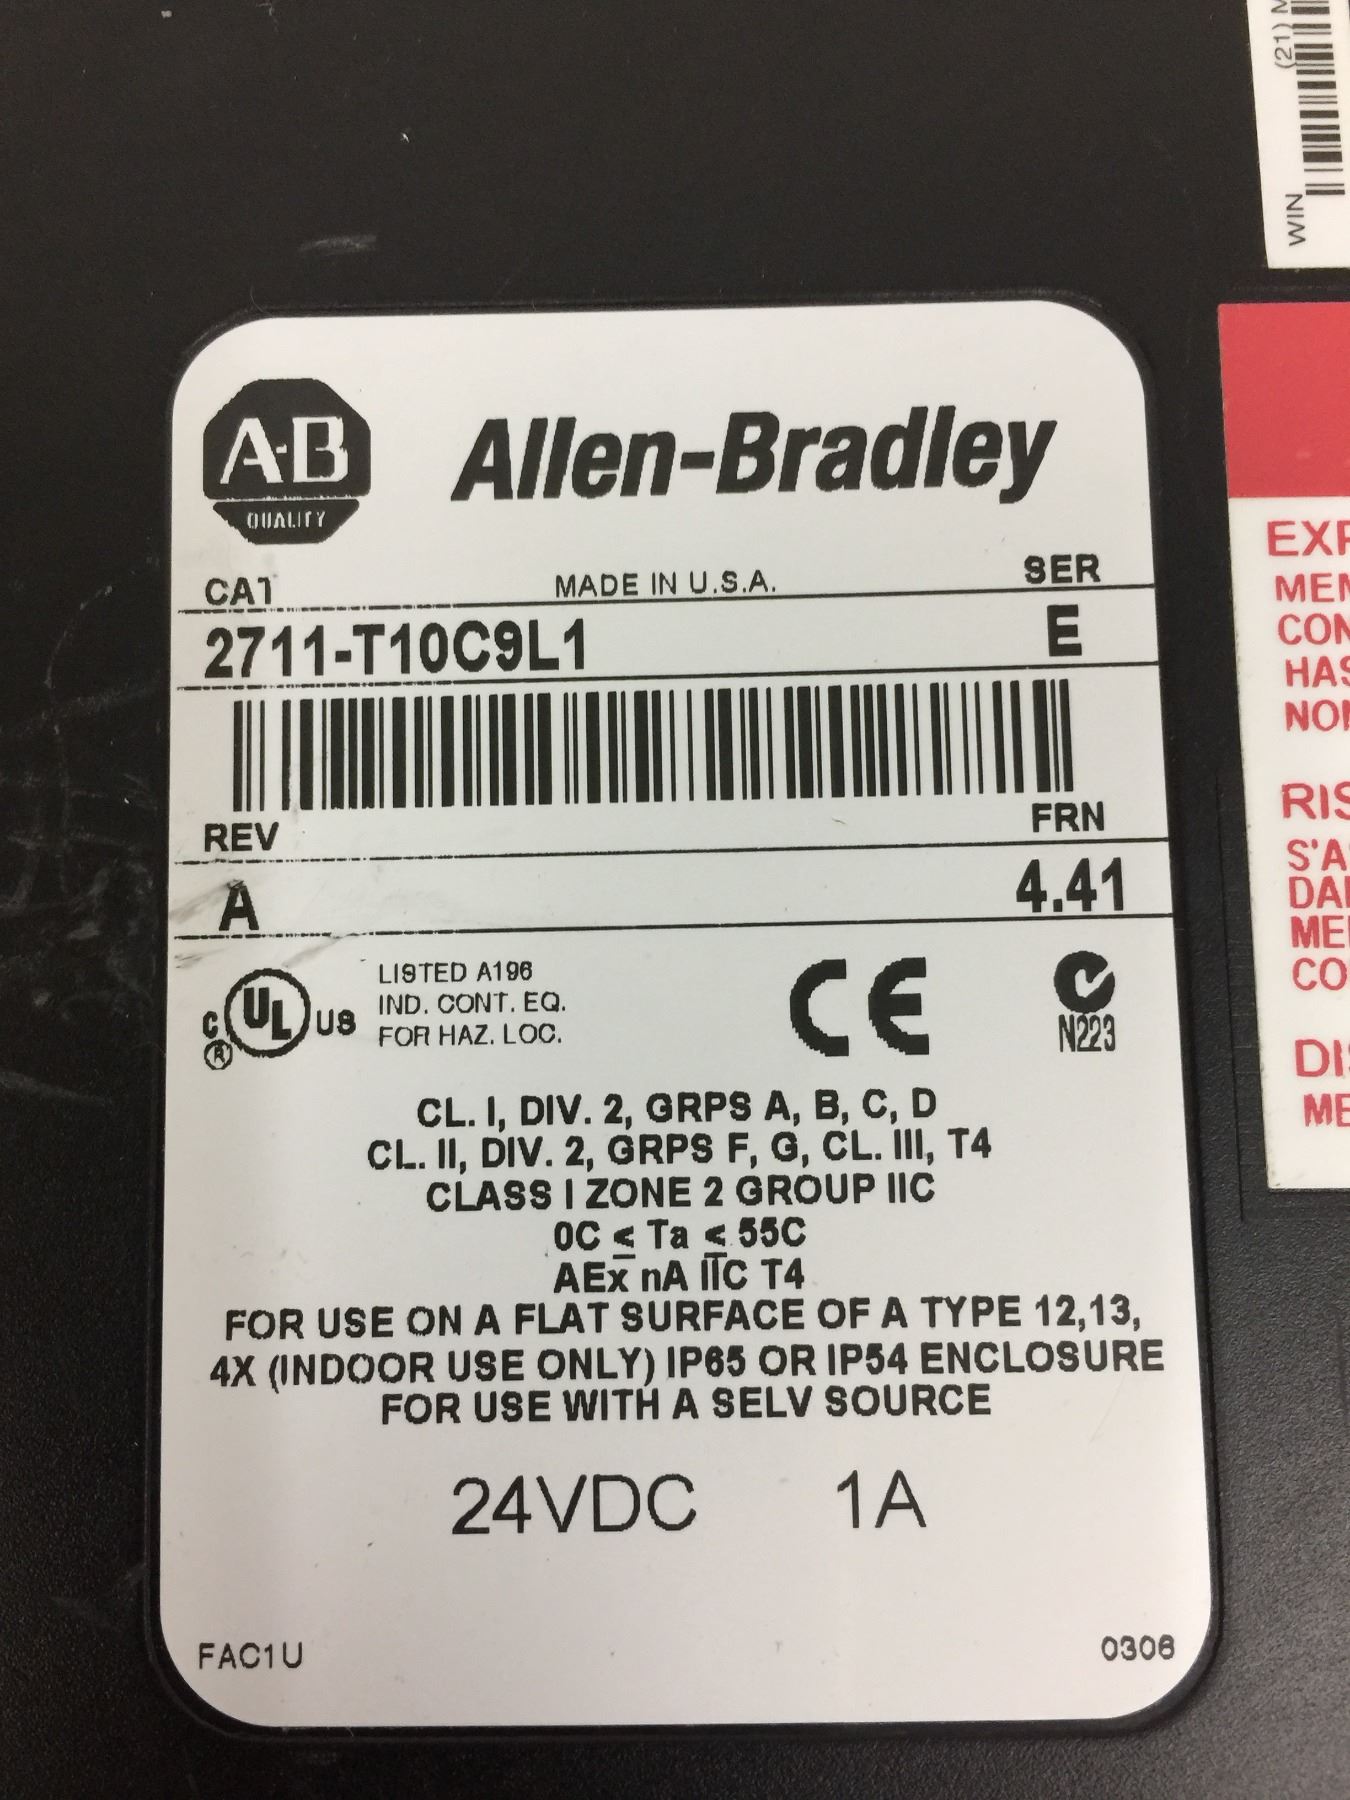 (21) M
WIN
A-B
QUALITY
Allen-Bradley
CAT
MADE IN U.S.A.
SER
2711-T10C9L1
E
REV
FRN
A
4.41
C UL US
®
LISTED A196
IND. CONT. EQ.
FOR HAZ. LOC.
CE
N223
CL. I, DIV. 2, GRPS A, B, C, D
CL. II, DIV. 2, GRPS F, G, CL. III, T4
CLASS I ZONE 2 GROUP IIC
0C ≤ Ta ≤ 55C
AEx nA IIC T4
FOR USE ON A FLAT SURFACE OF A TYPE 12,13,
4X (INDOOR USE ONLY) IP65 OR IP54 ENCLOSURE
FOR USE WITH A SELV SOURCE
24VDC 1A
FAC1U
0306
EXP
MEM
CON
HAS
NON
RIS
S'A
DAN
ME
CO
DI
ME